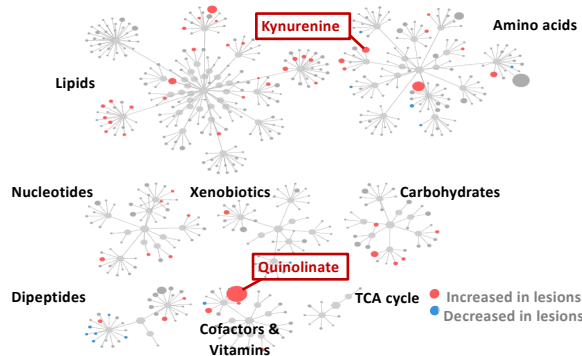 Kynurenine
Amino acids
Lipids
Nucleotides
Xenobiotics
Carbohydrates
Quinolinate
Dipeptides
TCA cycle
Increased in lesions
Decreased in lesions
Cofactors &
Vitamins